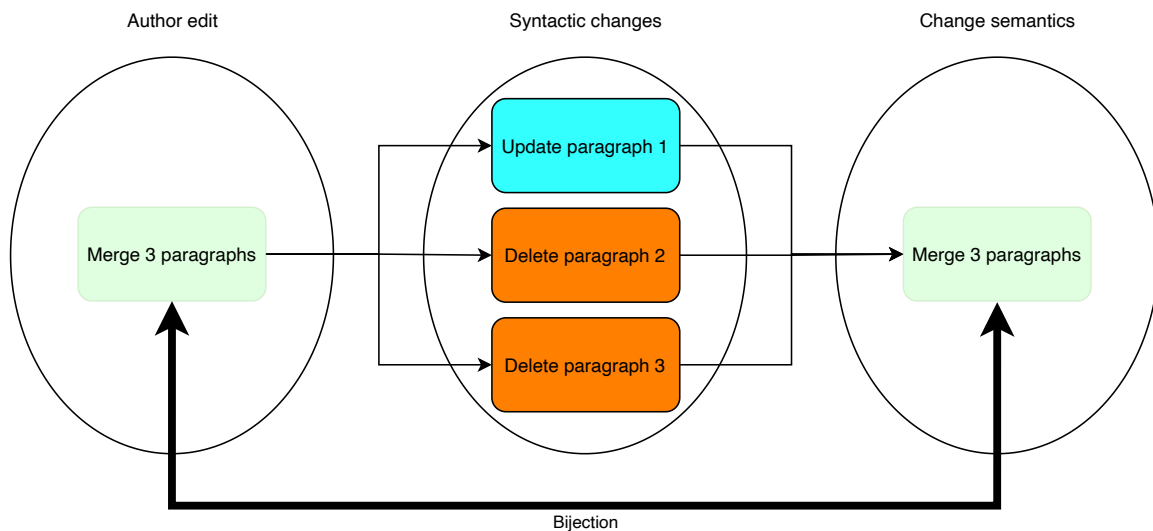 Author edit
Syntactic changes
Change semantics
Update paragraph 1
Merge 3 paragraphs
Delete paragraph 2
Merge 3 paragraphs
Delete paragraph 3
Bijection